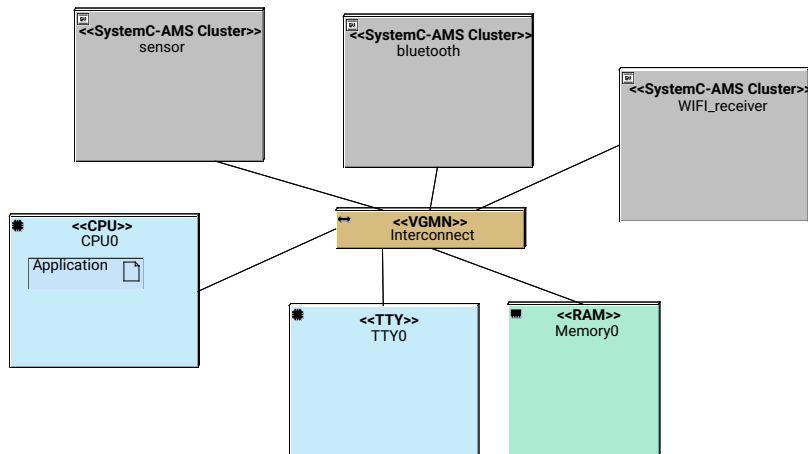 <<SystemC-AMS Cluster>>
sensor
<<SystemC-AMS Cluster>>
bluetooth
<<SystemC-AMS Cluster>>
WIFI_receiver
<<CPU>>
CPU0
Application
<<VGMN>>
Interconnect
<<TTY>>
TTY0
<<RAM>>
Memory0